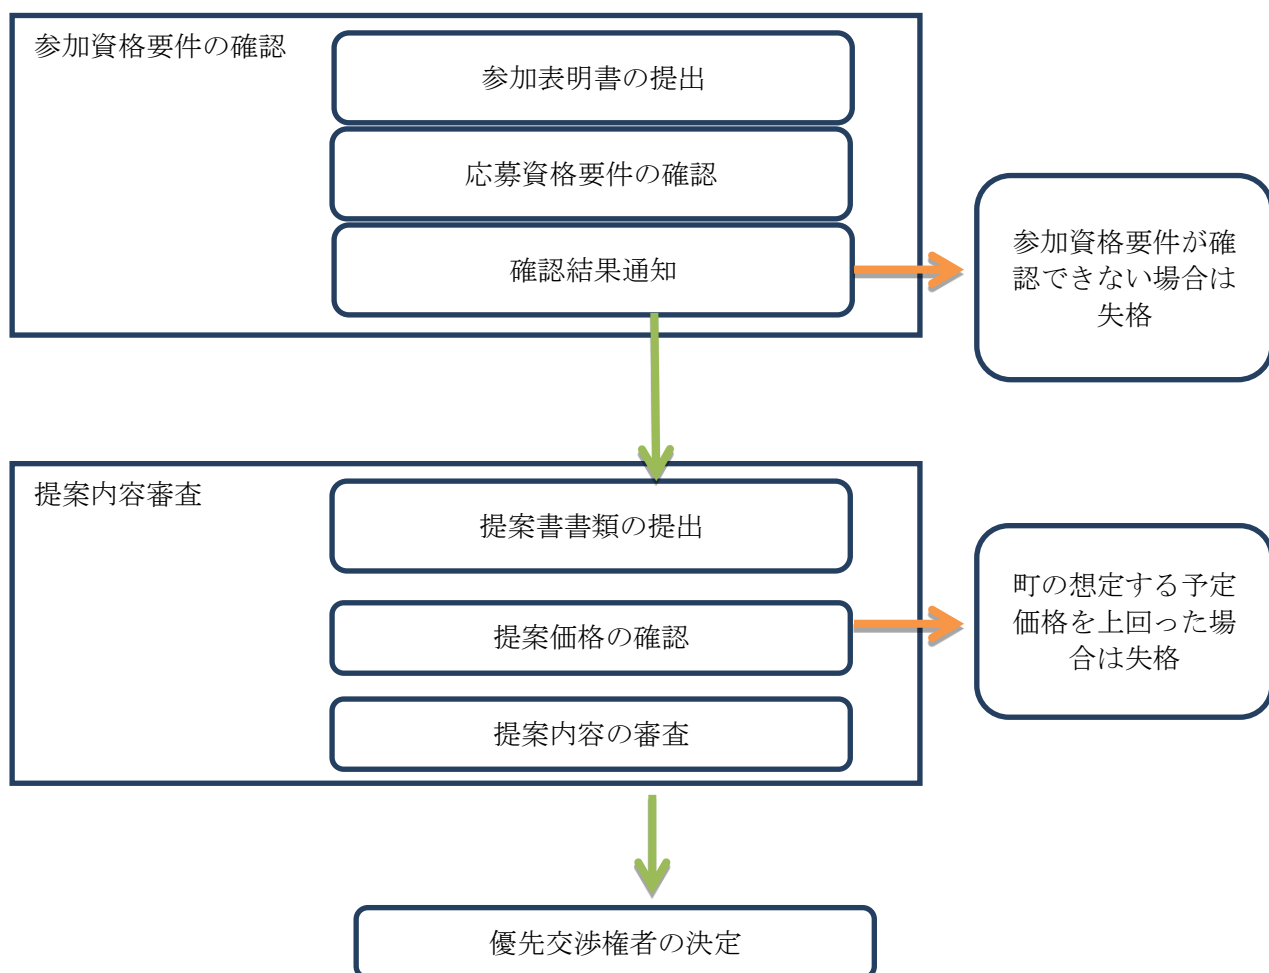 参加資格要件の確認
参加表明書の提出
応募資格要件の確認
確認結果通知
参加資格要件が確
認できない場合は
失格
提案内容審査
提案書書類の提出
提案価格の確認
町の想定する予定
価格を上回った場
合は失格
提案内容の審査
優先交渉権者の決定